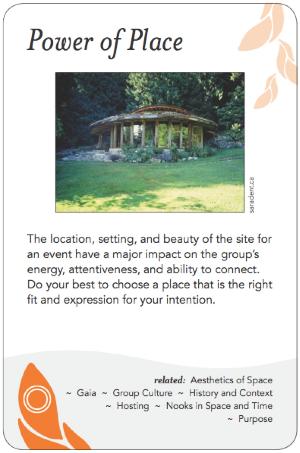 Power of Place
saradent.ca
The location, setting, and beauty of the site for
an event have a major impact on the group's
energy, attentiveness, and ability to connect.
Do your best to choose a place that is the right
fit and expression for your intention.
related: Aesthetics of Space
~ Gaia ~ Group Culture ~ History and Context
~ Hosting ~ Nooks in Space and Time
~ Purpose